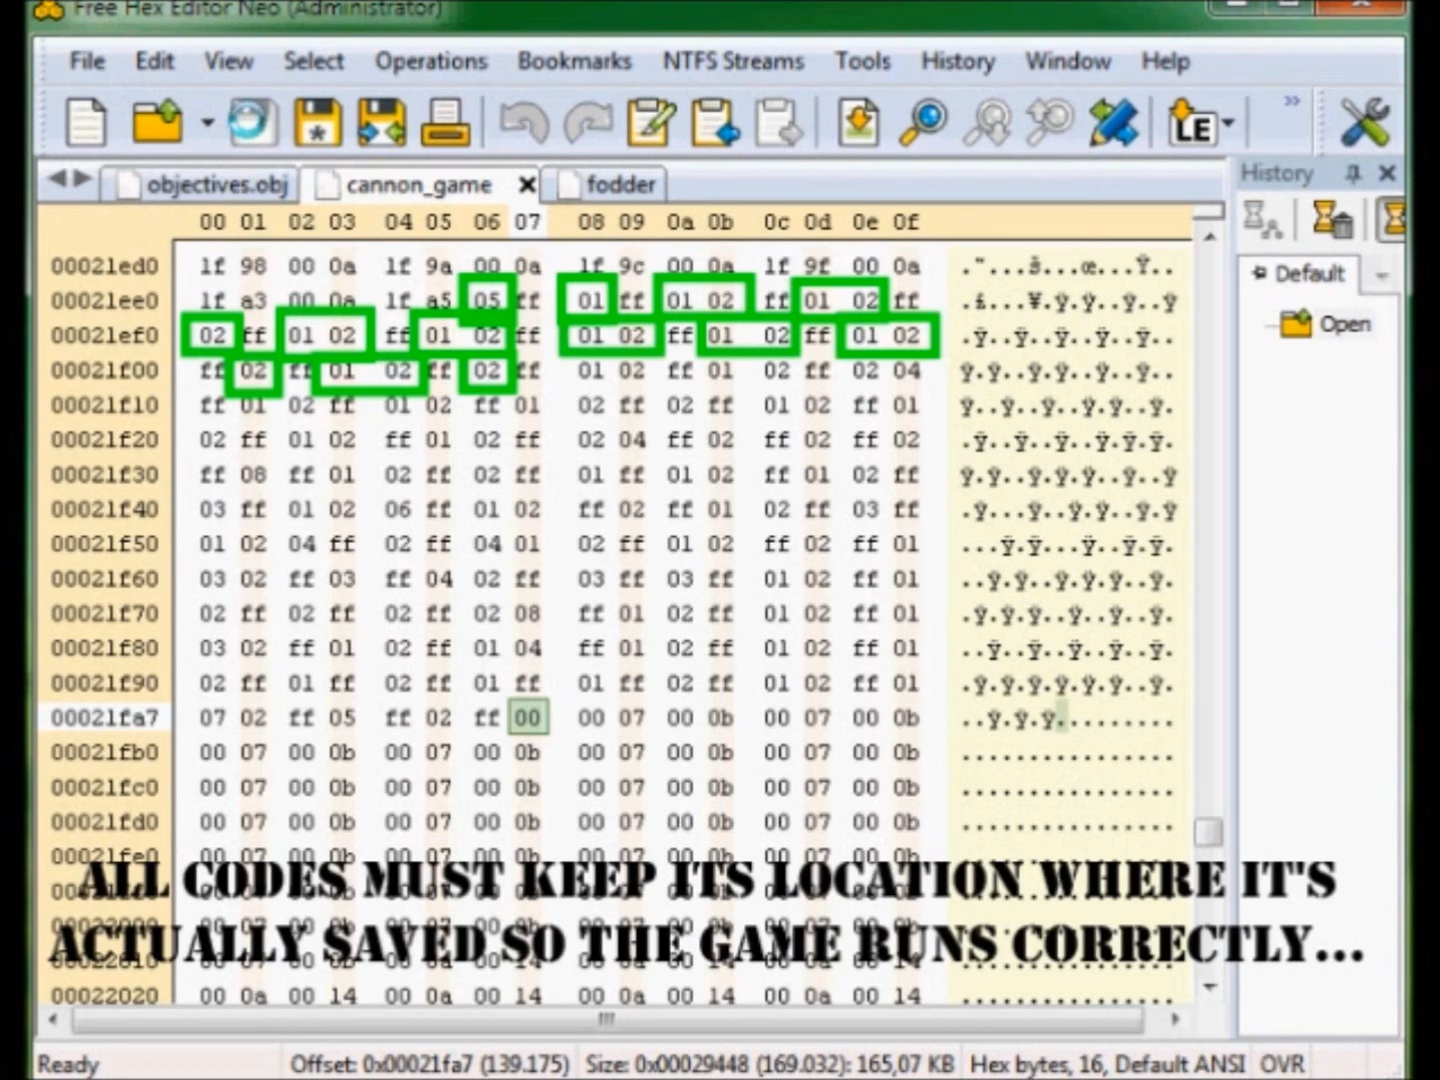 Free Hex Editor Neo (Administrator)
File Edit View Select Operations Bookmarks NTFS Streams Tools History Window Help
LE
objectives.obj cannon_game fodder
History
00 01 02 03 04 05 06 07 08 09 0a 0b 0c 0d 0e 0f
00021ed0 1f 98 00 0a 1f 9a 00 0a 1f 9c 00 0a 1f 9f 00 0a
00021ee0 1f a3 00 0a 1f a5 05 ff 01 ff 01 02 ff 01 02 ff
Default
00021ef0 02 ff 01 02 ff 01 02 ff 01 02 ff 01 02 ff 01 02
Open
00021f00 ff 02 ff 01 02 ff 02 ff 01 02 ff 01 02 ff 02 04
00021f10 ff 01 02 ff 01 02 ff 01 02 ff 02 ff 01 02 ff 01
00021f20 02 ff 01 02 ff 01 02 ff 02 04 ff 02 ff 02 ff 02
00021f30 ff 08 ff 01 02 ff 02 ff 01 ff 01 02 ff 01 02 ff
00021f40 03 ff 01 02 06 ff 01 02 ff 02 ff 01 02 ff 03 ff
00021f50 01 02 04 ff 02 ff 04 01 02 ff 01 02 ff 02 ff 01
00021f60 03 02 ff 03 ff 04 02 ff 03 ff 03 ff 01 02 ff 01
00021f70 02 ff 02 ff 02 ff 02 08 ff 01 02 ff 01 02 ff 01
00021f80 03 02 ff 01 02 ff 01 04 ff 01 02 ff 01 02 ff 01
00021f90 02 ff 01 ff 02 ff 01 ff 01 ff 02 ff 01 02 ff 01
00021fa7 07 02 ff 05 ff 02 ff 00 00 07 00 0b 00 07 00 0b
00021fb0 00 07 00 0b 00 07 00 0b 00 07 00 0b 00 07 00 0b
00021fc0 00 07 00 0b 00 07 00 0b 00 07 00 0b 00 07 00 0b
00021fd0 00 07 00 0b 00 07 00 0b 00 07 00 0b 00 07 00 0b
00021fe0 00 07 00 0b 00 07 00 0b 00 07 00 0b 00 07 00 0b
ALL CODES MUST KEEP ITS LOCATION WHERE IT'S
ACTUALLY SAVED SO THE GAME RUNS CORRECTLY...
00022020 00 0a 00 14 00 0a 00 14 00 0a 00 14 00 0a 00 14
Ready Offset: 0x00021fa7 (139.175) Size: 0x00029448 (169.032): 165,07 KB Hex bytes, 16, Default ANSI OVR